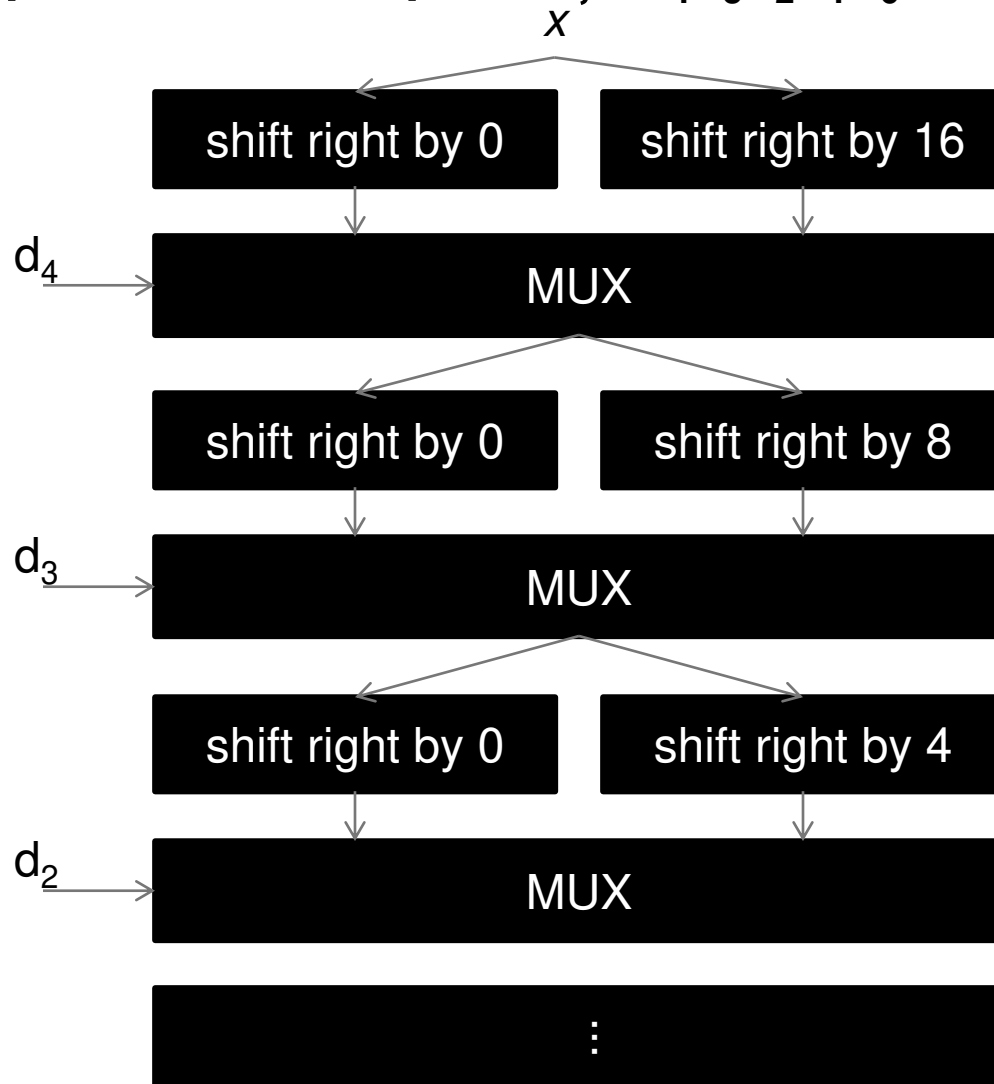 x
shift right by 0 shift right by 16
d₄
MUX
shift right by 0 shift right by 8
d₃
MUX
shift right by 0 shift right by 4
d₂
MUX
⋮